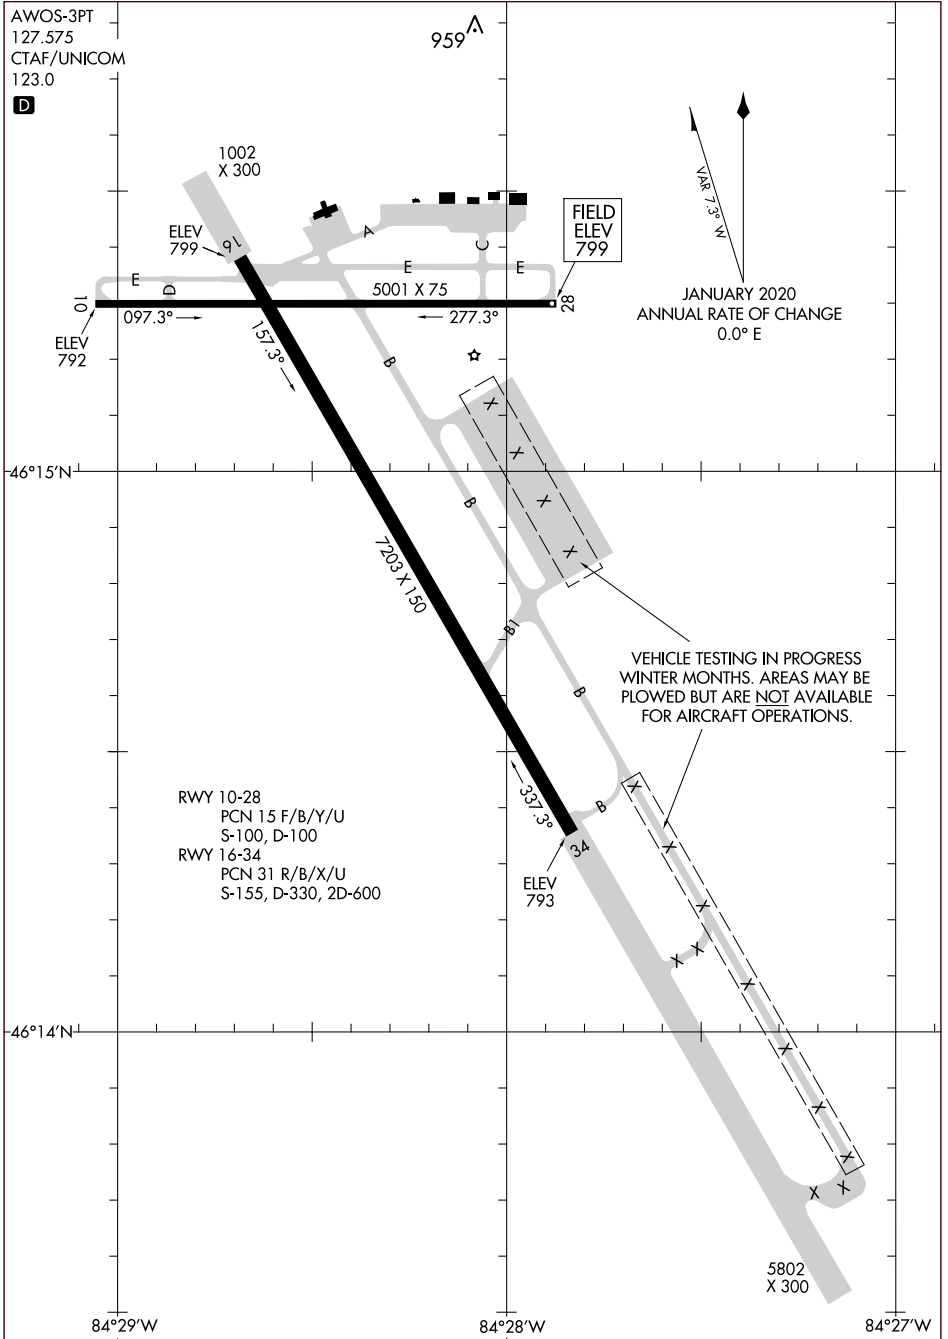 AWOS-3PT
127.575
CTAF/UNICOM
123.0
D
959
1002
X 300
VAR 7.3° W
ELEV
799
16
A
C
FIELD
ELEV
799
E
E
E
D
5001 X 75
10
28
097.3°
277.3°
JANUARY 2020
ANNUAL RATE OF CHANGE
0.0° E
ELEV
792
157.3°
B
X
X
46°15'N
B
X
X
7203 X 150
B1
VEHICLE TESTING IN PROGRESS
WINTER MONTHS. AREAS MAY BE
PLOWED BUT ARE NOT AVAILABLE
FOR AIRCRAFT OPERATIONS.
B
RWY 10-28
PCN 15 F/B/Y/U
S-100, D-100
RWY 16-34
PCN 31 R/B/X/U
S-155, D-330, 2D-600
337.3°
B
X
34
X
ELEV
793
X
X
X
X
46°14'N
X
X
X
X
X
5802
X 300
84°29'W
84°28'W
84°27'W